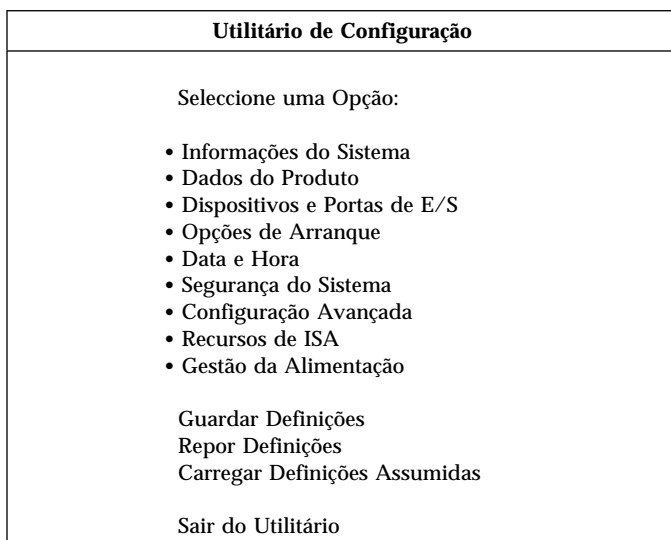 Utilitário de Configuração
Seleccione uma Opção:
• Informações do Sistema
• Dados do Produto
• Dispositivos e Portas de E/S
• Opções de Arranque
• Data e Hora
• Segurança do Sistema
• Configuração Avançada
• Recursos de ISA
• Gestão da Alimentação
Guardar Definições
Repor Definições
Carregar Definições Assumidas
Sair do Utilitário